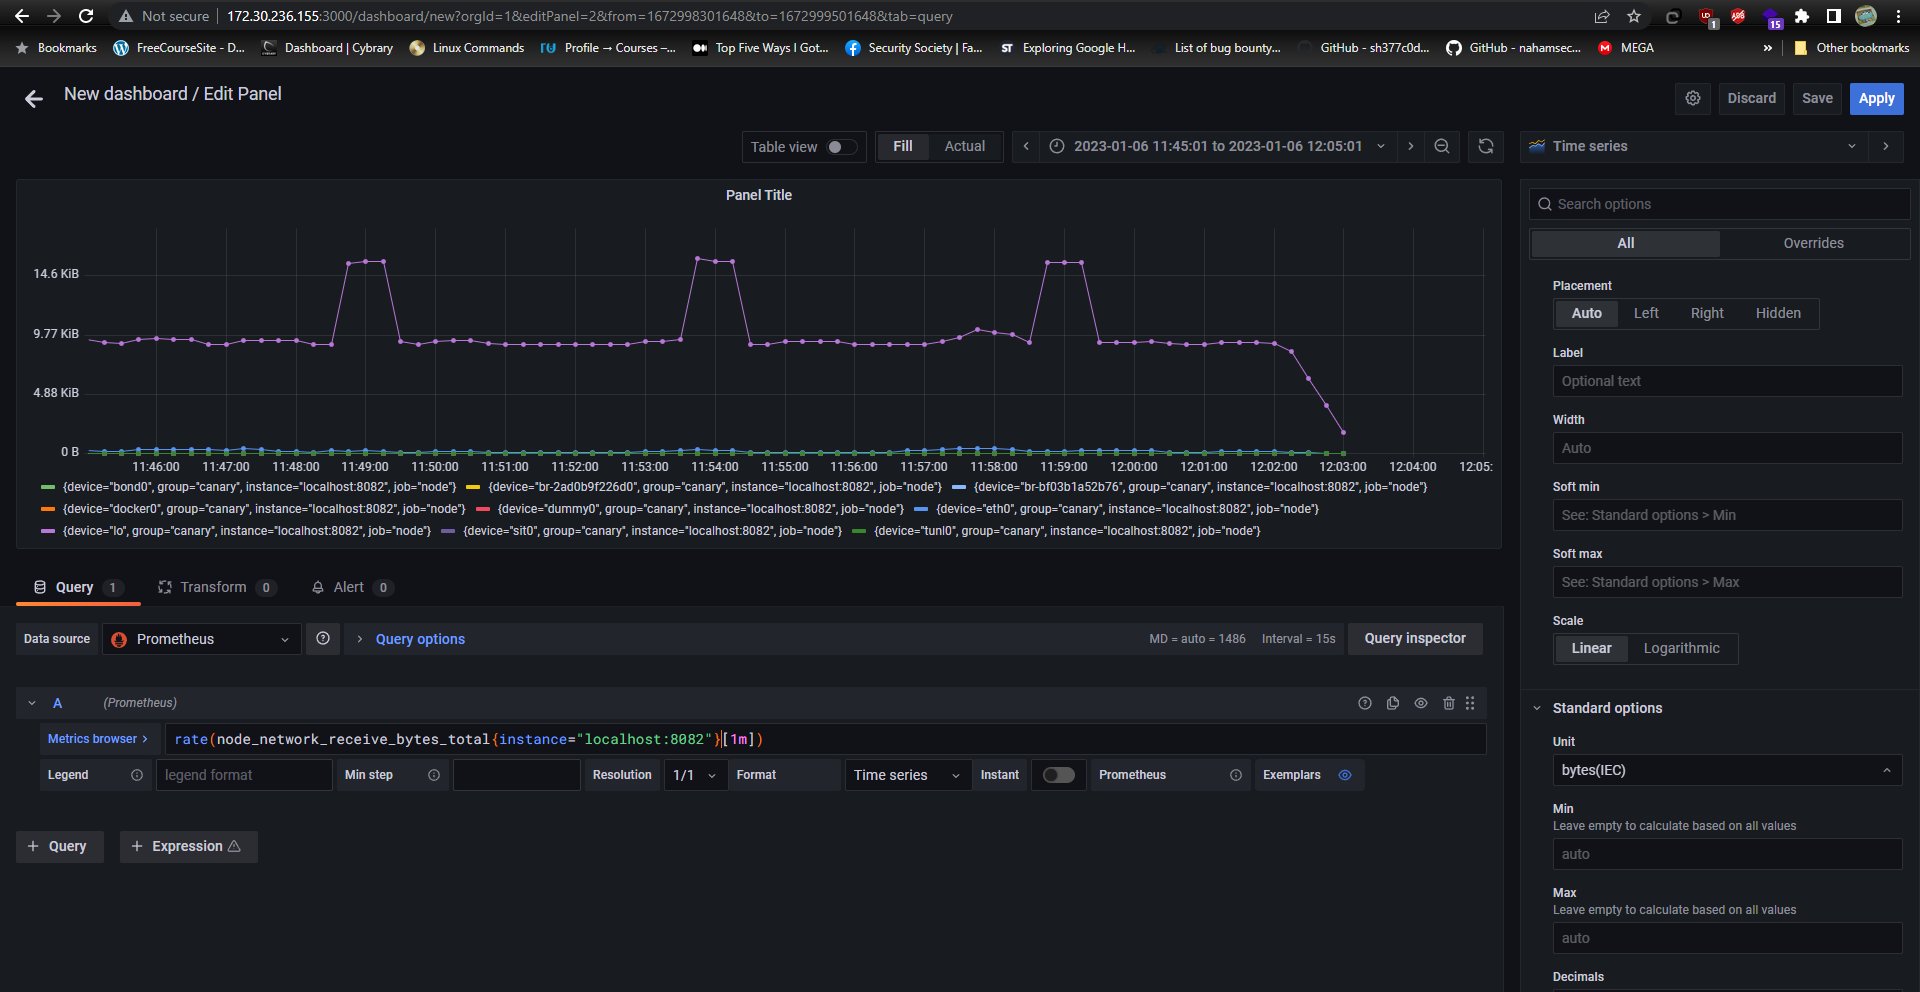 Not secure | 172.30.236.155:3000/dashboard/new?orgId=1&editPanel=2&from=1672998301648&to=1672999501648&tab=query
1
15
Bookmarks FreeCourseSite - D... Dashboard | Cybrary Linux Commands Profile → Courses –... Top Five Ways I Got... Security Society | Fa... ST Exploring Google H... List of bug bounty... GitHub - sh377c0d... GitHub - nahamsec... MEGA » Other bookmarks
New dashboard / Edit Panel
Discard Save Apply
Table view Fill Actual 2023-01-06 11:45:01 to 2023-01-06 12:05:01 Time series
Panel Title
Search options
All Overrides
14.6 KiB
9.77 KiB
4.88 KiB
0 B
11:46:00 11:47:00 11:48:00 11:49:00 11:50:00 11:51:00 11:52:00 11:53:00 11:54:00 11:55:00 11:56:00 11:57:00 11:58:00 11:59:00 12:00:00 12:01:00 12:02:00 12:03:00 12:04:00 12:05:
{device="bond0", group="canary", instance="localhost:8082", job="node"} {device="br-2ad0b9f226d0", group="canary", instance="localhost:8082", job="node"} {device="br-bf03b1a52b76", group="canary", instance="localhost:8082", job="node"}
{device="docker0", group="canary", instance="localhost:8082", job="node"} {device="dummy0", group="canary", instance="localhost:8082", job="node"} {device="eth0", group="canary", instance="localhost:8082", job="node"}
{device="lo", group="canary", instance="localhost:8082", job="node"} {device="sit0", group="canary", instance="localhost:8082", job="node"} {device="tunl0", group="canary", instance="localhost:8082", job="node"}
Placement
Auto Left Right Hidden
Label
Optional text
Width
Auto
Soft min
See: Standard options > Min
Soft max
See: Standard options > Max
Scale
Linear Logarithmic
Query 1 Transform 0 Alert 0
Data source Prometheus Query options MD = auto = 1486 Interval = 15s Query inspector
A (Prometheus)
Metrics browser > rate(node_network_receive_bytes_total{instance="localhost:8082"}[1m])
Legend legend format Min step Resolution 1/1 Format Time series Instant Prometheus Exemplars
+ Query + Expression
Standard options
Unit
bytes(IEC)
Min
Leave empty to calculate based on all values
auto
Max
Leave empty to calculate based on all values
auto
Decimals